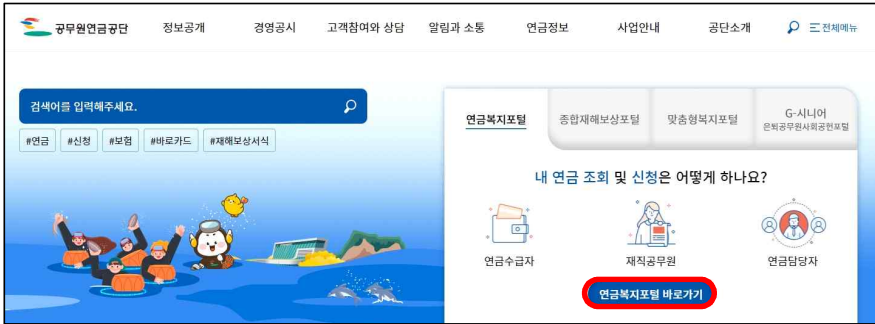 공무원연금공단 정보공개 경영공시 고객참여와 상담 알림과 소통 연금정보 사업안내 공단소개 전체메뉴
검색어를 입력해주세요.
#연금 #신청 #보험 #바로카드 #재해보상서식
연금복지포털 종합재해보상포털 맞춤형복지포털 G-시니어
은퇴공무원사회공헌포털
내 연금 조회 및 신청은 어떻게 하나요?
연금수급자 재직공무원 연금담당자
연금복지포털 바로가기